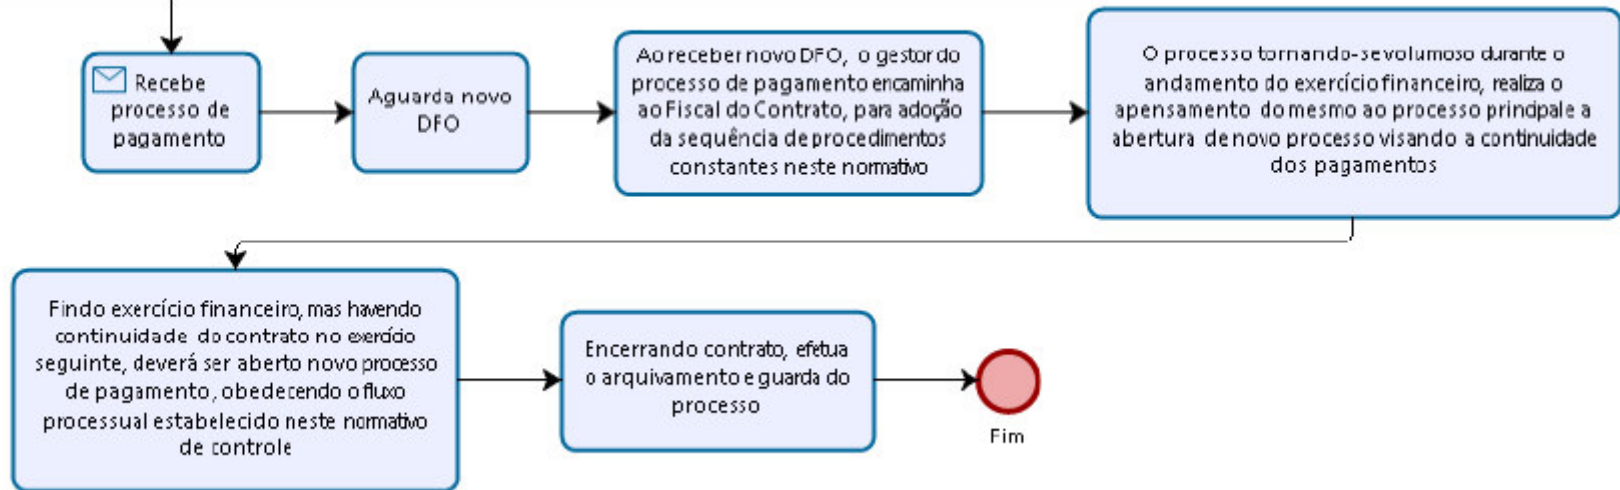 Recebe
processo de
pagamento
Aguarda novo
DFO
Ao receber novo DFO, o gestor do
processo de pagamento encaminha
ao Fiscal do Contrato, para adoção
da sequência de procedimentos
constantes neste normativo
O processo tornando-se volumoso durante o
andamento do exercício financeiro, realiza o
apensamento do mesmo ao processo principal e a
abertura de novo processo visando a continuidade
dos pagamentos
Findo exercício financeiro, mas havendo
continuidade do contrato no exercício
seguinte, deverá ser aberto novo processo
de pagamento, obedecendo o fluxo
processual estabelecido neste normativo
de controle
Encerrando contrato, efetua
o arquivamento e guarda do
processo
Fim